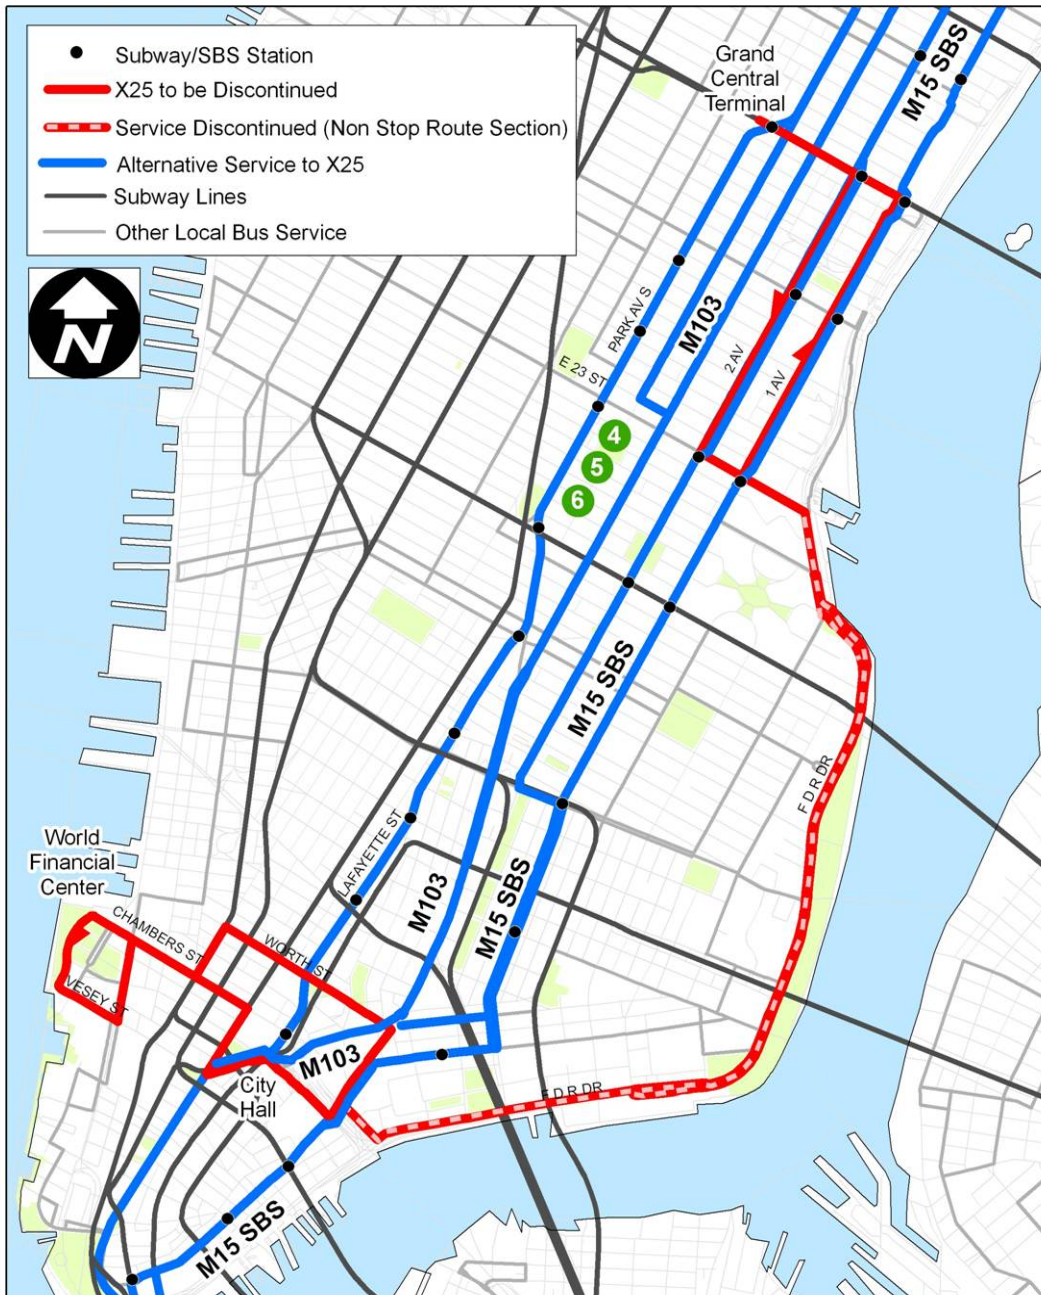 Subway/SBS Station
X25 to be Discontinued
Service Discontinued (Non Stop Route Section)
Alternative Service to X25
Subway Lines
Other Local Bus Service
N
Grand
Central
Terminal
M15 SBS
PARK AV S
M103
2 AV
1 AV
E 23 ST
4
5
6
M15 SBS
F D R DR
World
Financial
Center
LAFAYETTE ST
M103
M15 SBS
CHAMBERS ST
WORTH ST
VESEY ST
M103
City
Hall
F D R DR
M15 SBS